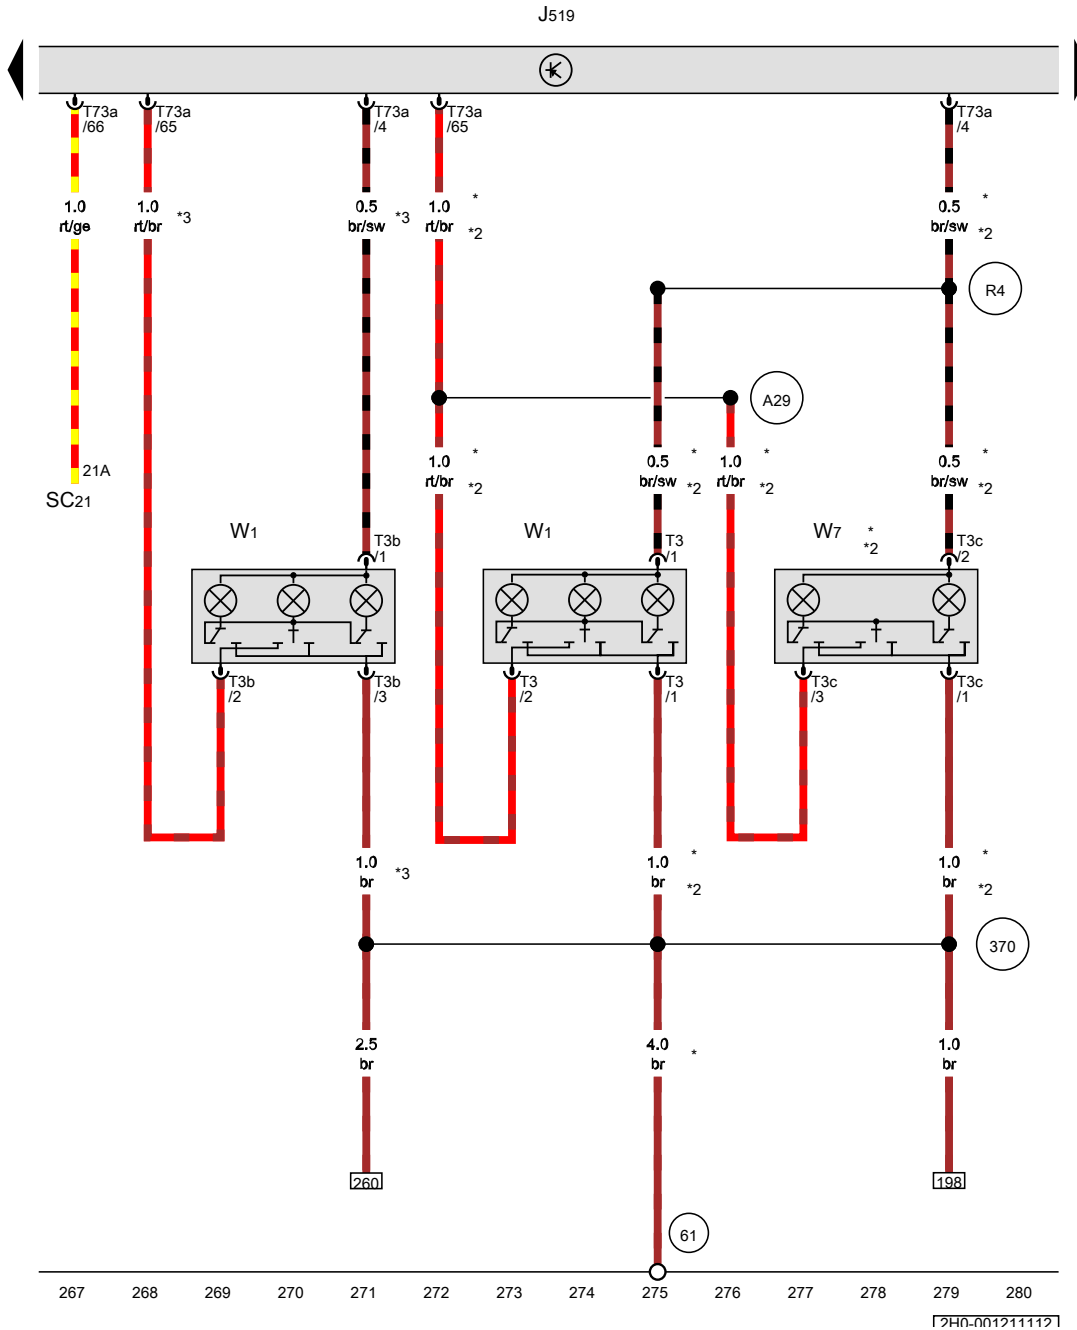 J519
T73a
/66
T73a
/65
T73a
/4
T73a
/65
T73a
/4
1.0
rt/ge
1.0
rt/br
*3
0.5
br/sw
*3
1.0
rt/br
*
*2
0.5
br/sw
*
*2
R4
A29
21A
SC21
1.0
rt/br
*
*2
0.5
br/sw
*
*2
1.0
rt/br
*
*2
0.5
br/sw
*
*2
W1
T3b
/1
W1
T3
/1
W7
*
*2
T3c
/2
T3b
/2
T3b
/3
T3
/2
T3
/1
T3c
/3
T3c
/1
1.0
br
*3
1.0
br
*
*2
1.0
br
*
*2
370
2.5
br
4.0
br
*
1.0
br
260
198
61
267 268 269 270 271 272 273 274 275 276 277 278 279 280
2H0-001211112